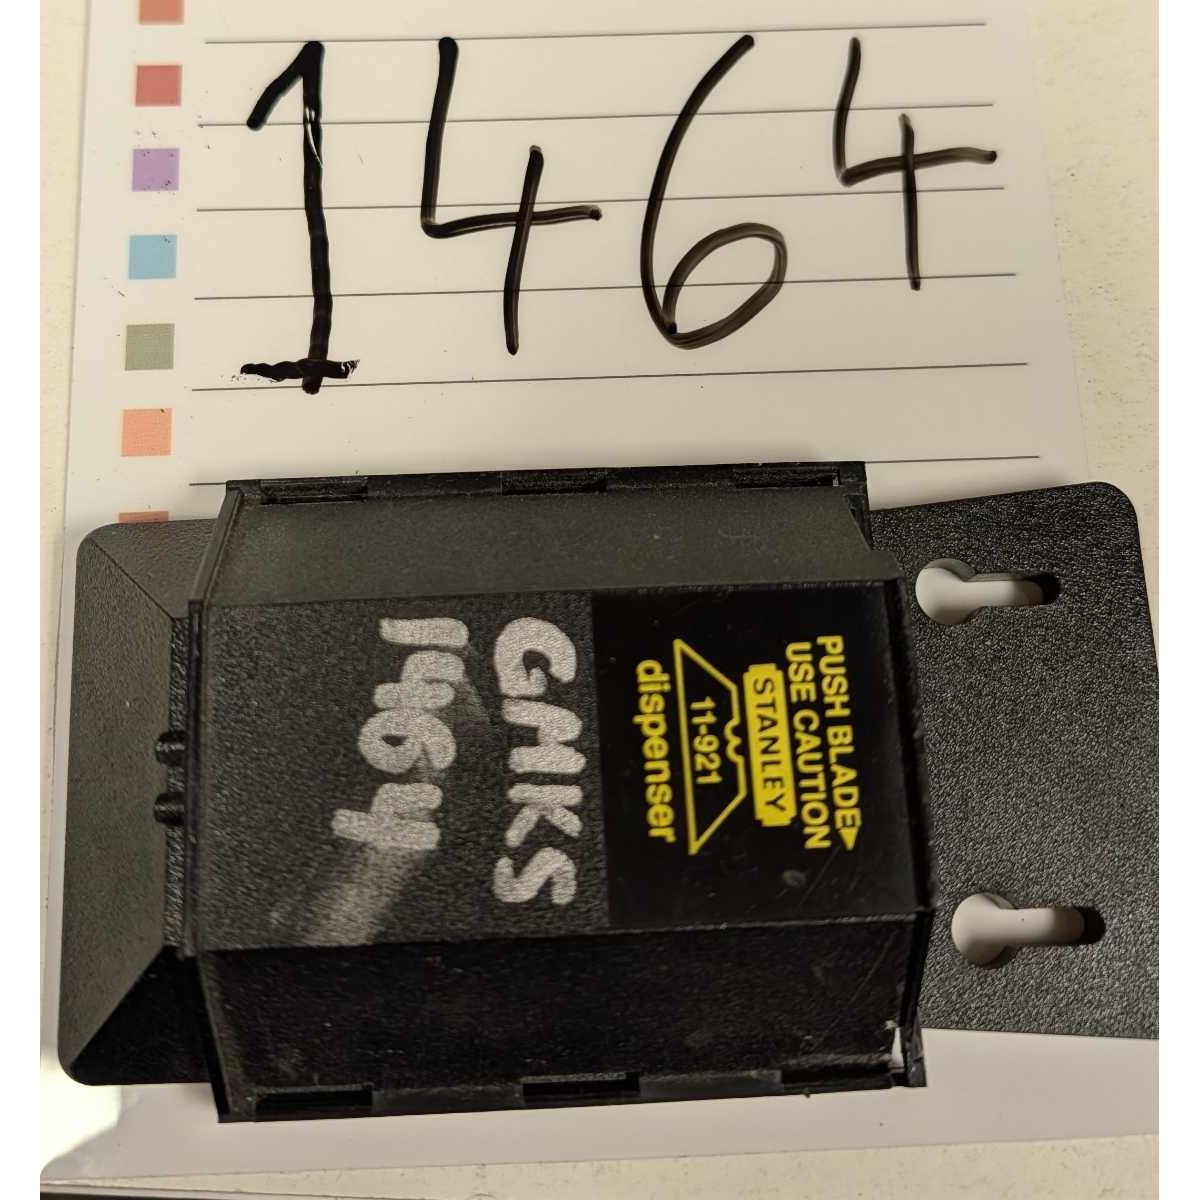 1464
PUSH BLADE▶
USE CAUTION
STANLEY
11-921
dispenser
GMKS
1464